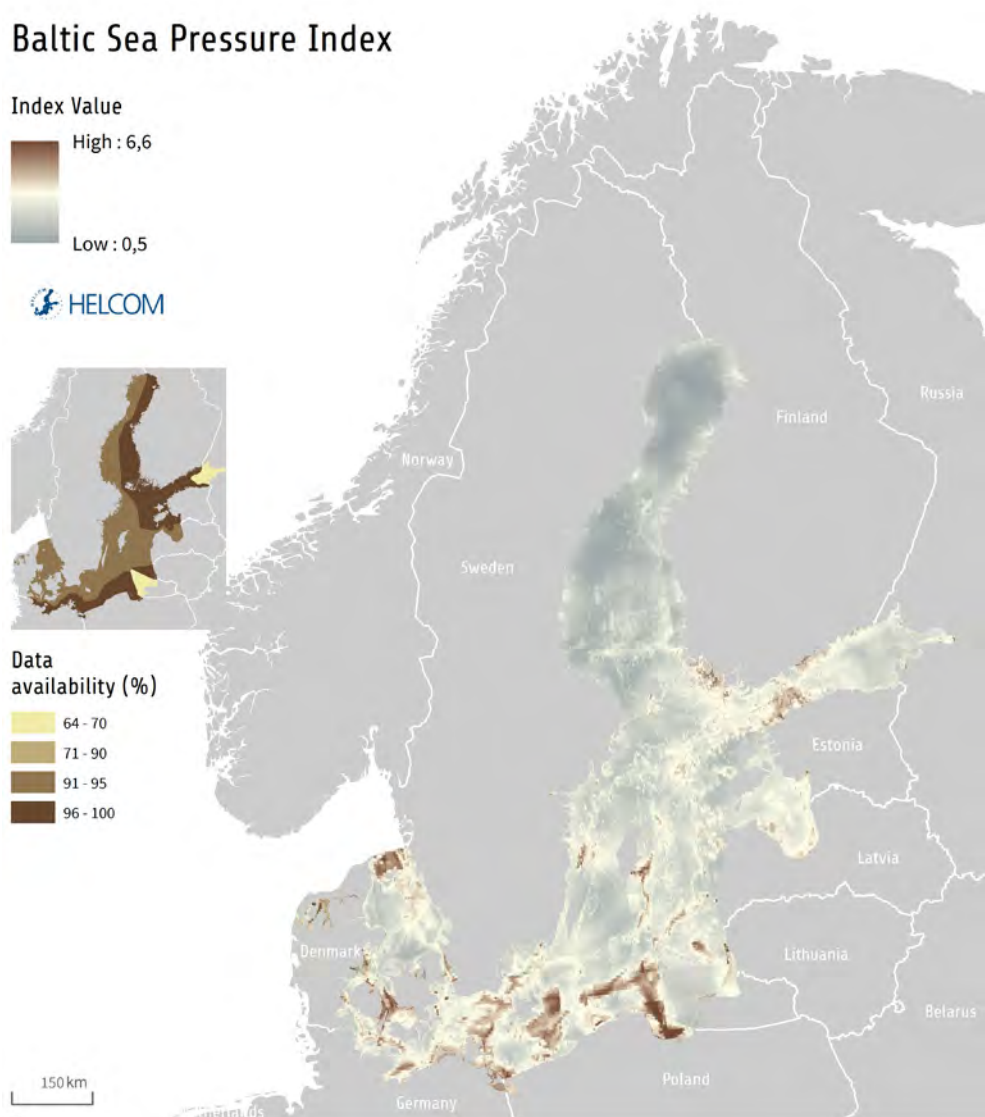 Baltic Sea Pressure Index
Index Value
High : 6,6
Low : 0,5
HELCOM
Data
availability (%)
64 - 70
71 - 90
91 - 95
96 - 100
150 km
Norway
Sweden
Finland
Russia
Estonia
Latvia
Lithuania
Belarus
Denmark
Germany
Poland